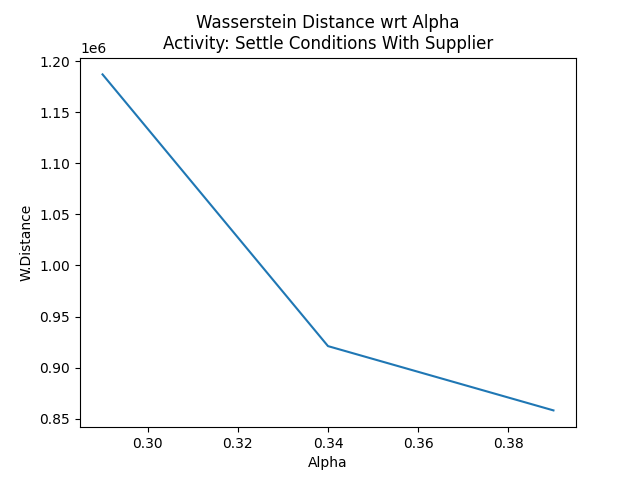 Wasserstein Distance wrt Alpha
Activity: Settle Conditions With Supplier
1e6
1.20
1.15
1.10
1.05
1.00
0.95
0.90
0.85
W.Distance
0.30 0.32 0.34 0.36 0.38
Alpha